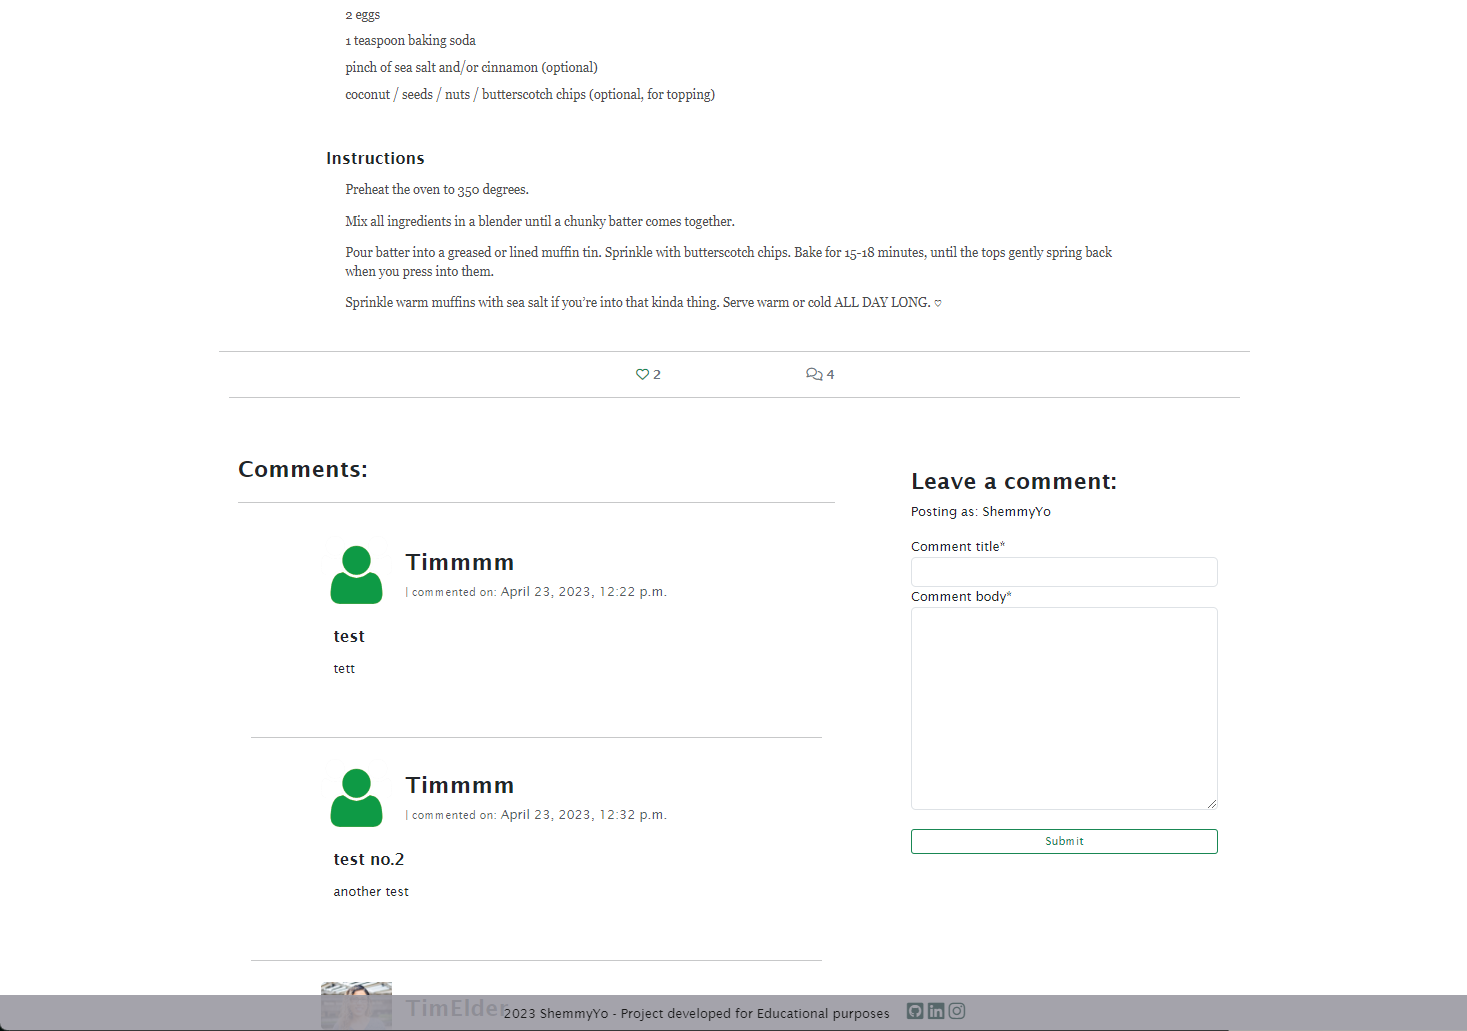 2 eggs
1 teaspoon baking soda
pinch of sea salt and/or cinnamon (optional)
coconut / seeds / nuts / butterscotch chips (optional, for topping)
Instructions
Preheat the oven to 350 degrees.
Mix all ingredients in a blender until a chunky batter comes together.
Pour batter into a greased or lined muffin tin. Sprinkle with butterscotch chips. Bake for 15-18 minutes, until the tops gently spring back
when you press into them.
Sprinkle warm muffins with sea salt if you’re into that kinda thing. Serve warm or cold ALL DAY LONG. ♡
2
4
Comments:
Timmmm
| commented on: April 23, 2023, 12:22 p.m.
test
tett
Timmmm
| commented on: April 23, 2023, 12:32 p.m.
test no.2
another test
TimElder
Leave a comment:
Posting as: ShemmyYo
Comment title*
Comment body*
Submit
2023 ShemmyYo - Project developed for Educational purposes